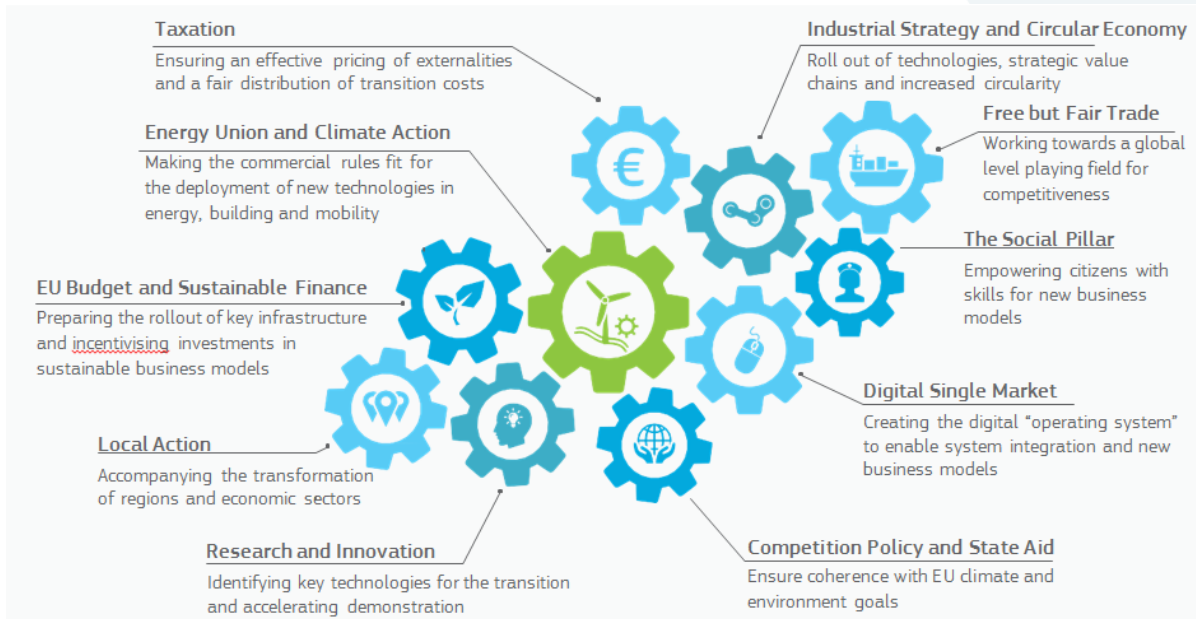 Taxation
Ensuring an effective pricing of externalities
and a fair distribution of transition costs
Industrial Strategy and Circular Economy
Roll out of technologies, strategic value
chains and increased circularity
Free but Fair Trade
Working towards a global
level playing field for
competitiveness
Energy Union and Climate Action
Making the commercial rules fit for
the deployment of new technologies in
energy, building and mobility
€
The Social Pillar
Empowering citizens with
skills for new business
models
EU Budget and Sustainable Finance
Preparing the rollout of key infrastructure
and incentivising investments in
sustainable business models
Digital Single Market
Creating the digital “operating system”
to enable system integration and new
business models
Local Action
Accompanying the transformation
of regions and economic sectors
Research and Innovation
Identifying key technologies for the transition
and accelerating demonstration
Competition Policy and State Aid
Ensure coherence with EU climate and
environment goals